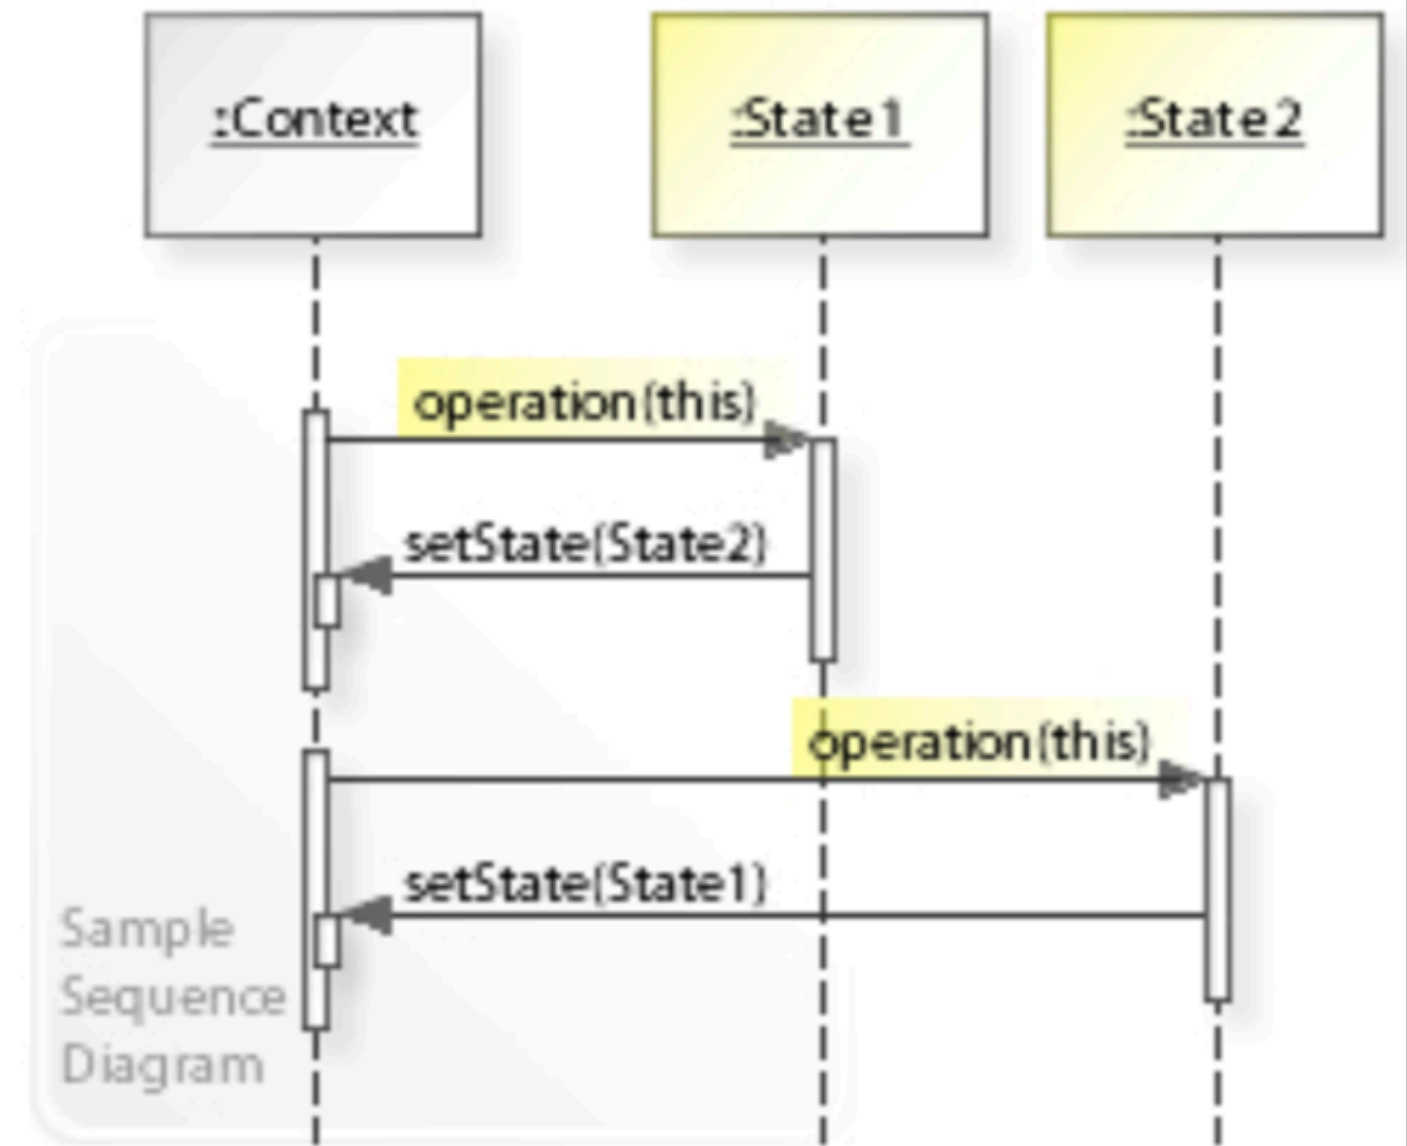 :Context
:State1
:State2
operation(this)
setState(State2)
operation(this)
setState(State1)
Sample
Sequence
Diagram